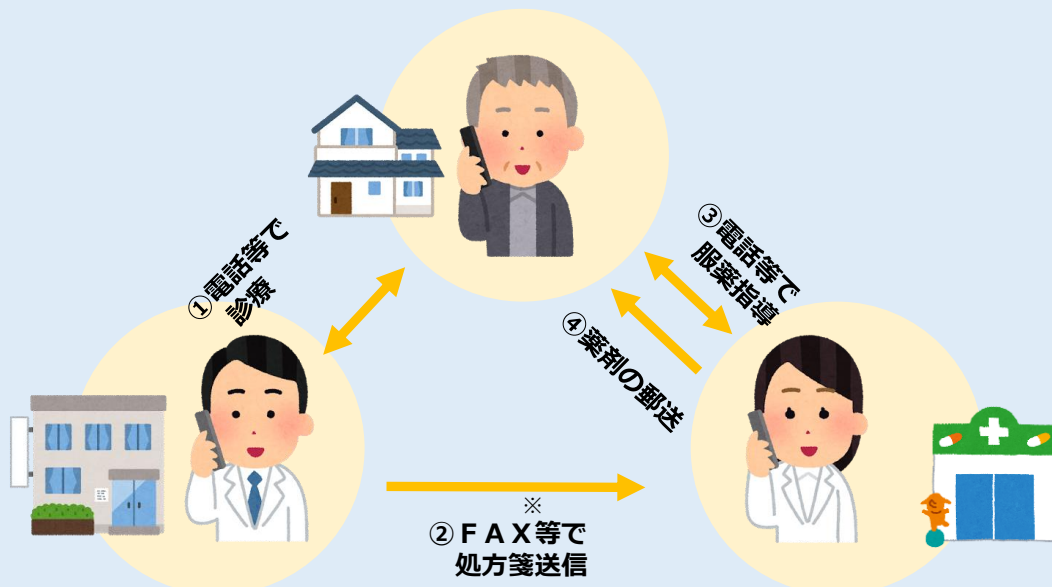 ①電話等で
診療
※
②ＦＡＸ等で
処方箋送信
③電話等で
服薬指導
④薬剤の郵送